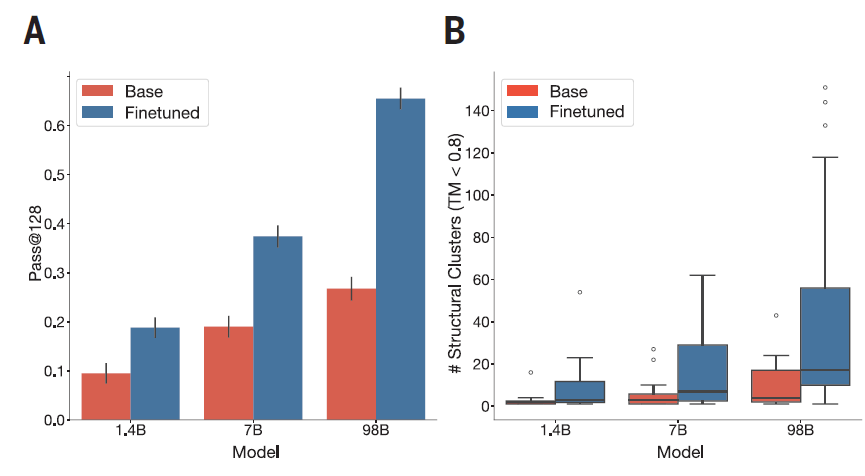 A
Base
Finetuned
0.6
0.5
0.4
0.3
0.2
0.1
0.0
Pass@128
1.4B 7B 98B
Model
B
Base
Finetuned
140
120
100
80
60
40
20
0
# Structural Clusters (TM < 0.8)
1.4B 7B 98B
Model